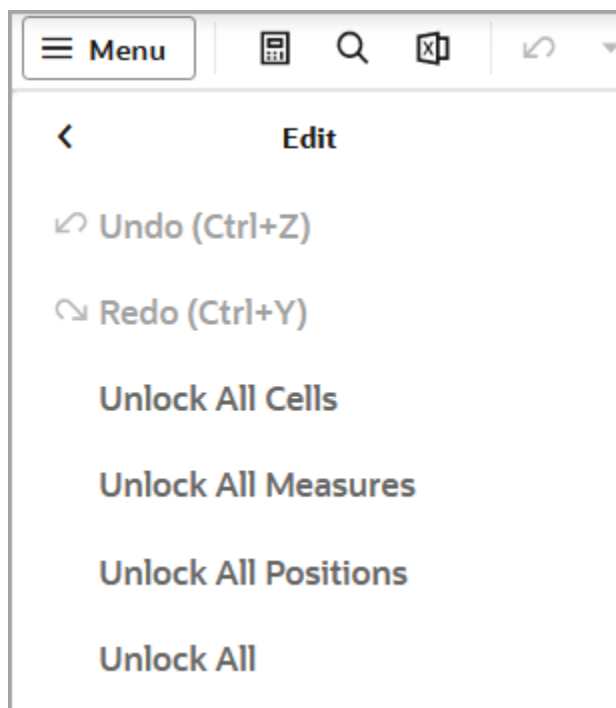 Menu
Edit
Undo (Ctrl+Z)
Redo (Ctrl+Y)
Unlock All Cells
Unlock All Measures
Unlock All Positions
Unlock All